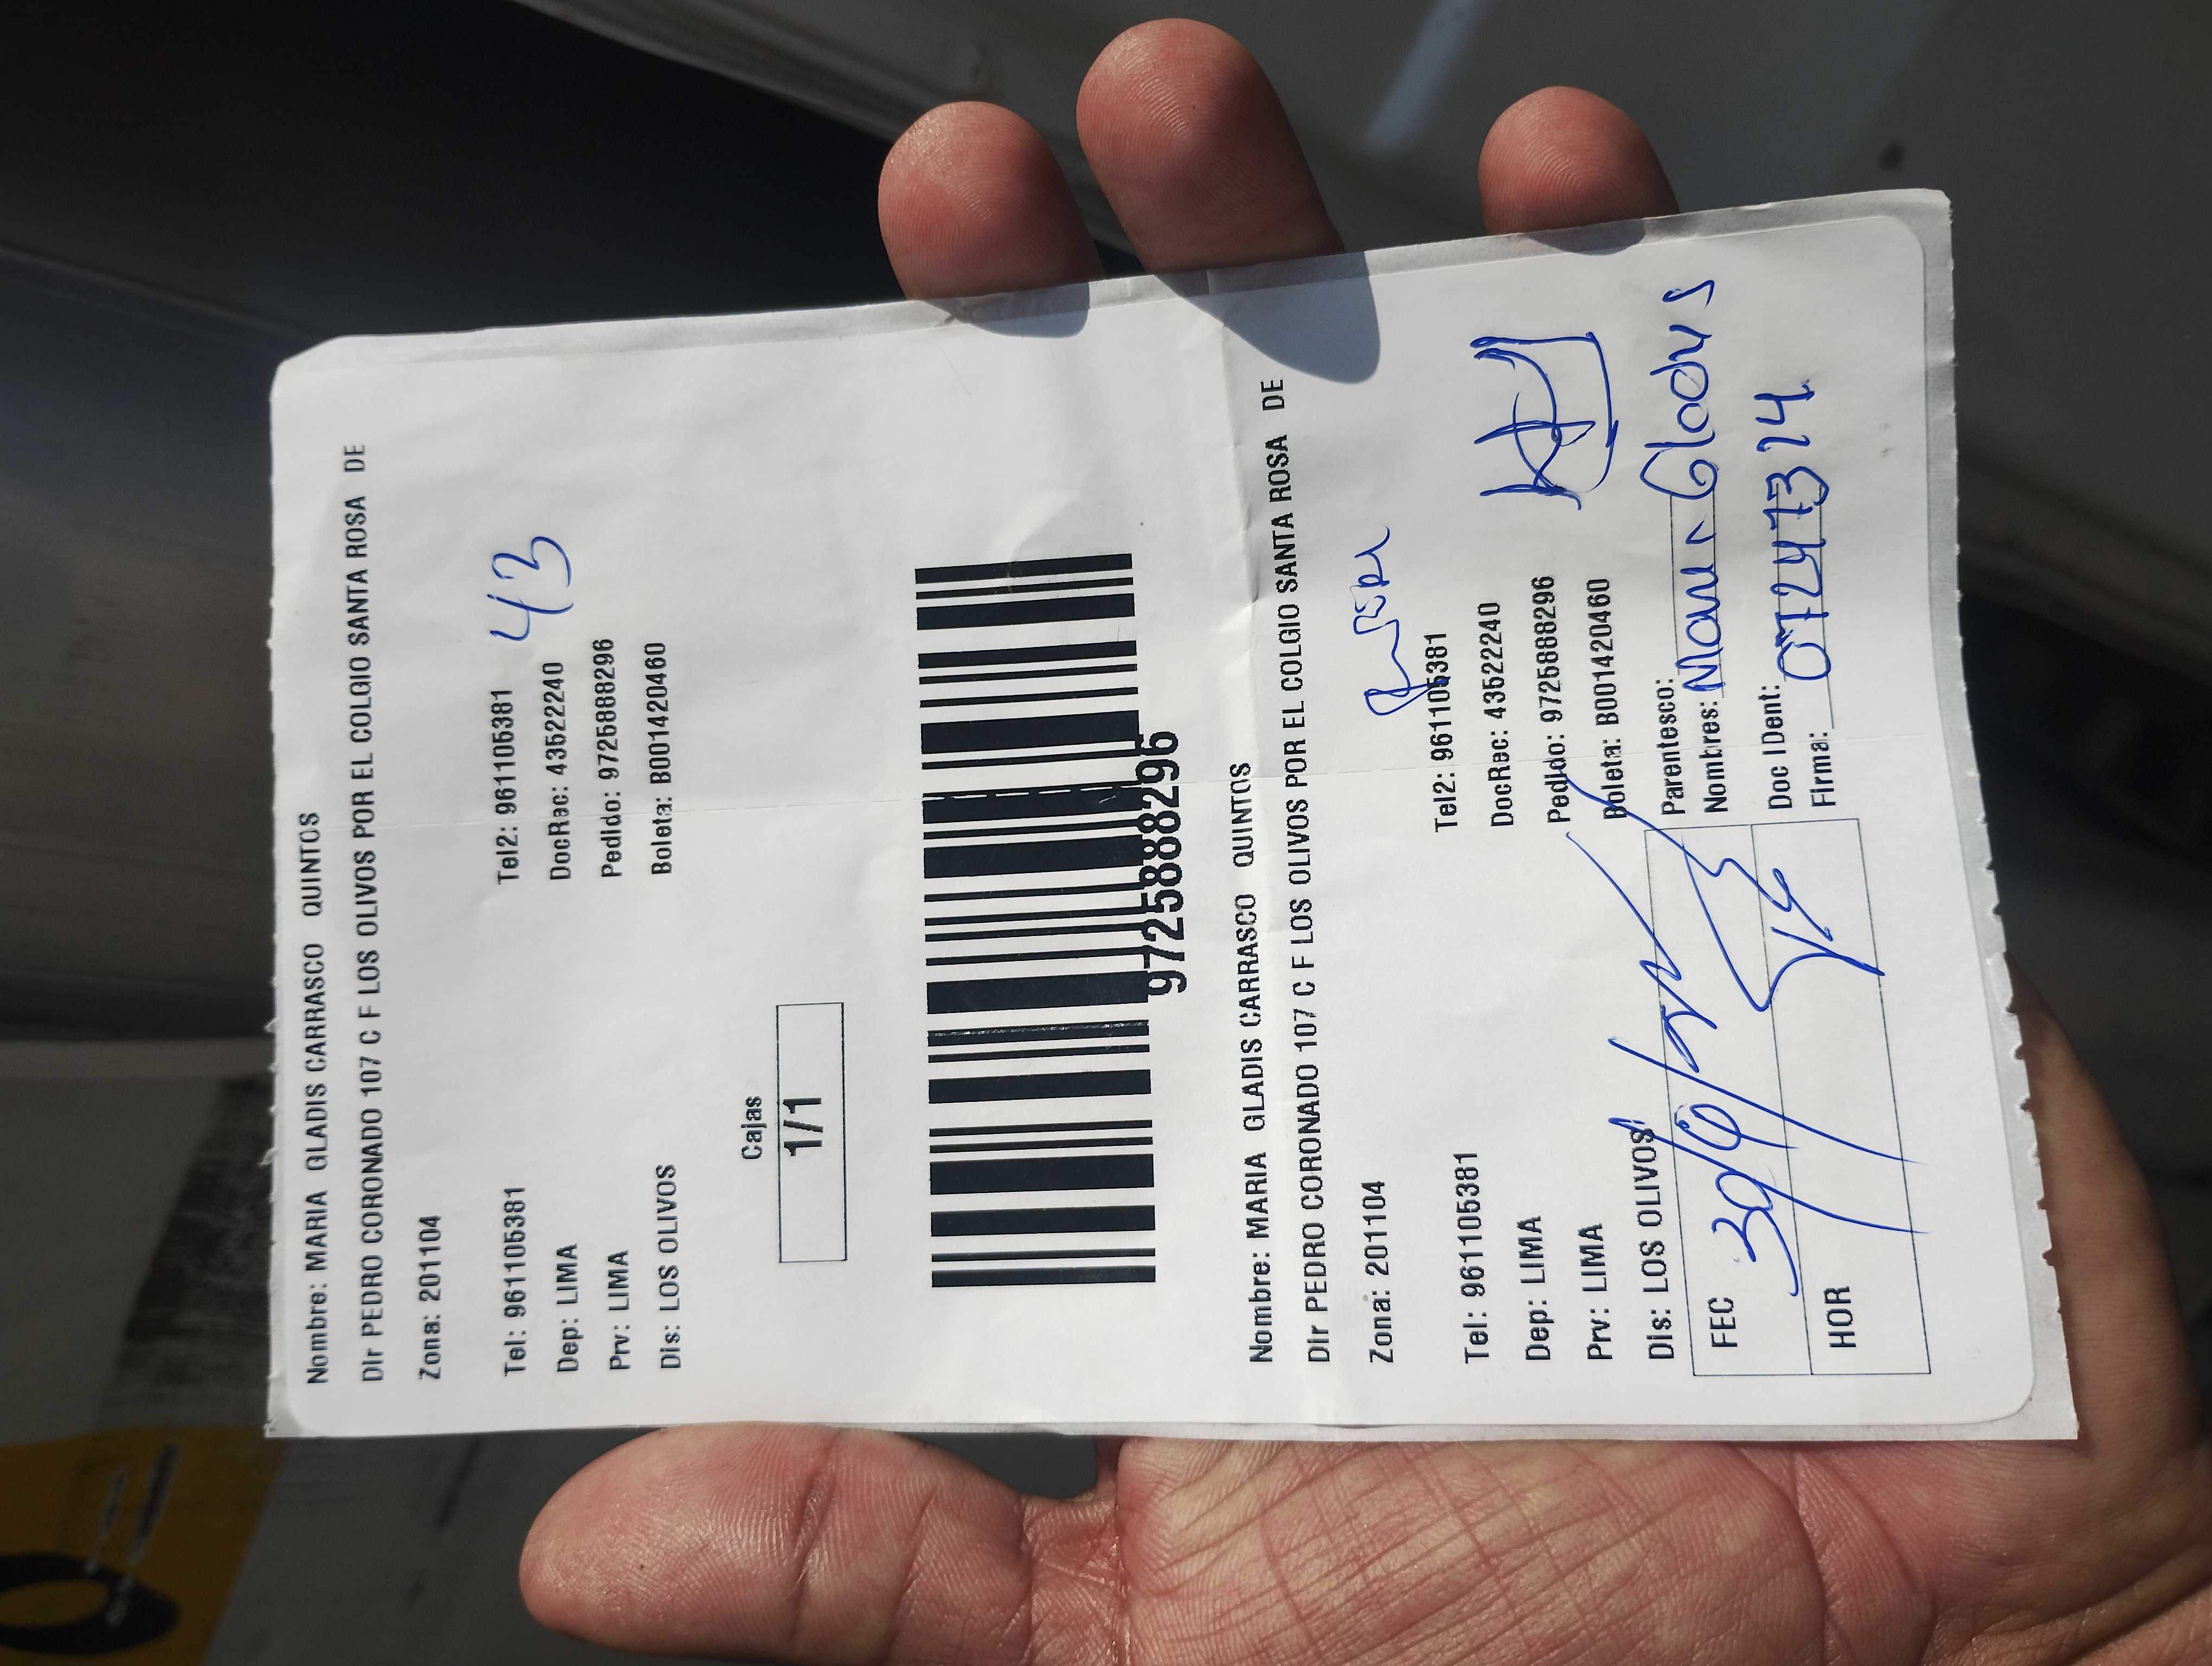 Nombre: MARIA GLADIS CARRASCO QUINTOS
Dir PEDRO CORONADO 107 C F LOS OLIVOS POR EL COLGIO SANTA ROSA DE
Zona: 201104
Tel: 961105381 Tel2: 961105381 43
Dep: LIMA DocRec: 43522240
Prv: LIMA Pedido: 9725888296
Dis: LOS OLIVOS Boleta: B001420460
Cajas
1/1
9725888296
Nombre: MARIA GLADIS CARRASCO QUINTOS
Dir PEDRO CORONADO 107 C F LOS OLIVOS POR EL COLGIO SANTA ROSA DE
Zona: 201104
Tel: 961105381 Tel2: 961105381
Dep: LIMA DocRec: 43522240
Prv: LIMA Pedido: 9725888296
Dis: LOS OLIVOS Boleta: B001420460
Parentesco:
FEC Nombres: Maria Gladys
Doc IDent: 07247324
HOR Firma: